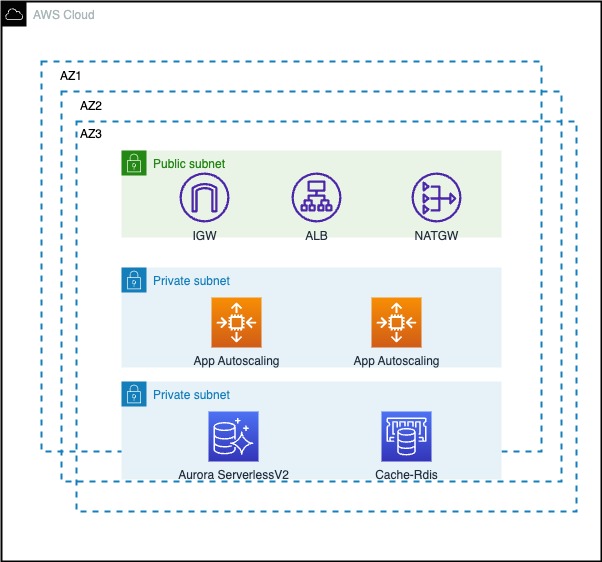 AWS Cloud
AZ1
AZ2
AZ3
Public subnet
IGW
ALB
NATGW
Private subnet
App Autoscaling
App Autoscaling
Private subnet
Aurora ServerlessV2
Cache-Rdis